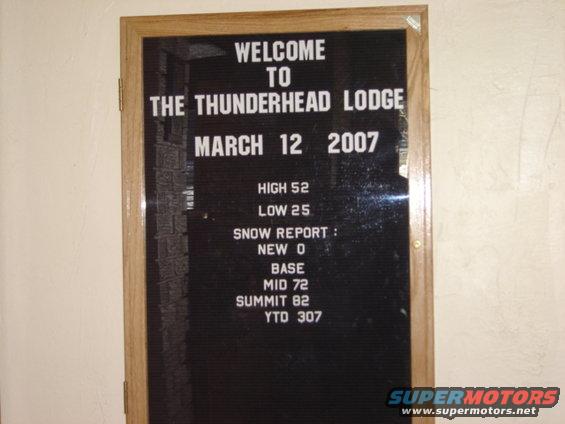 WELCOME
TO
THE THUNDERHEAD LODGE
MARCH 12 2007
HIGH 52
LOW 25
SNOW REPORT :
NEW 0
BASE
MID 72
SUMMIT 82
YTD 307
SUPERMOTORS
www.supermotors.net